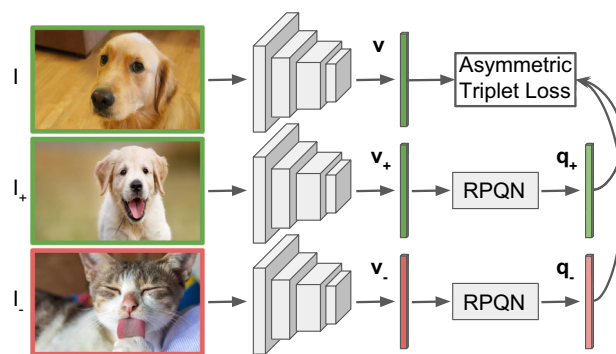 I
v
Asymmetric
Triplet Loss
I+
v+
RPQN
q+
I-
v-
RPQN
q-